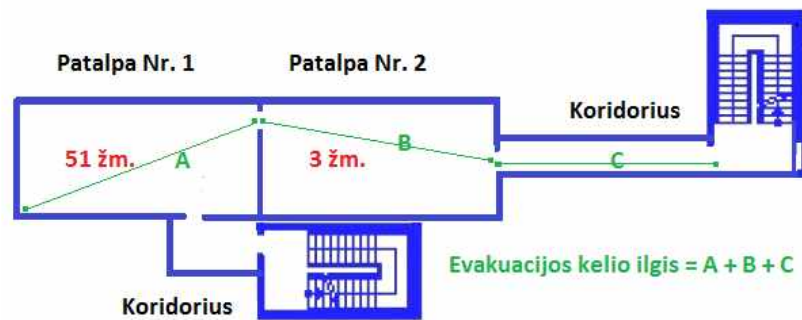 Patalpa Nr. 1
Patalpa Nr. 2
Koridorius
51 žm.
A
3 žm.
B
C
Evakuacijos kelio ilgis = A + B + C
Koridorius